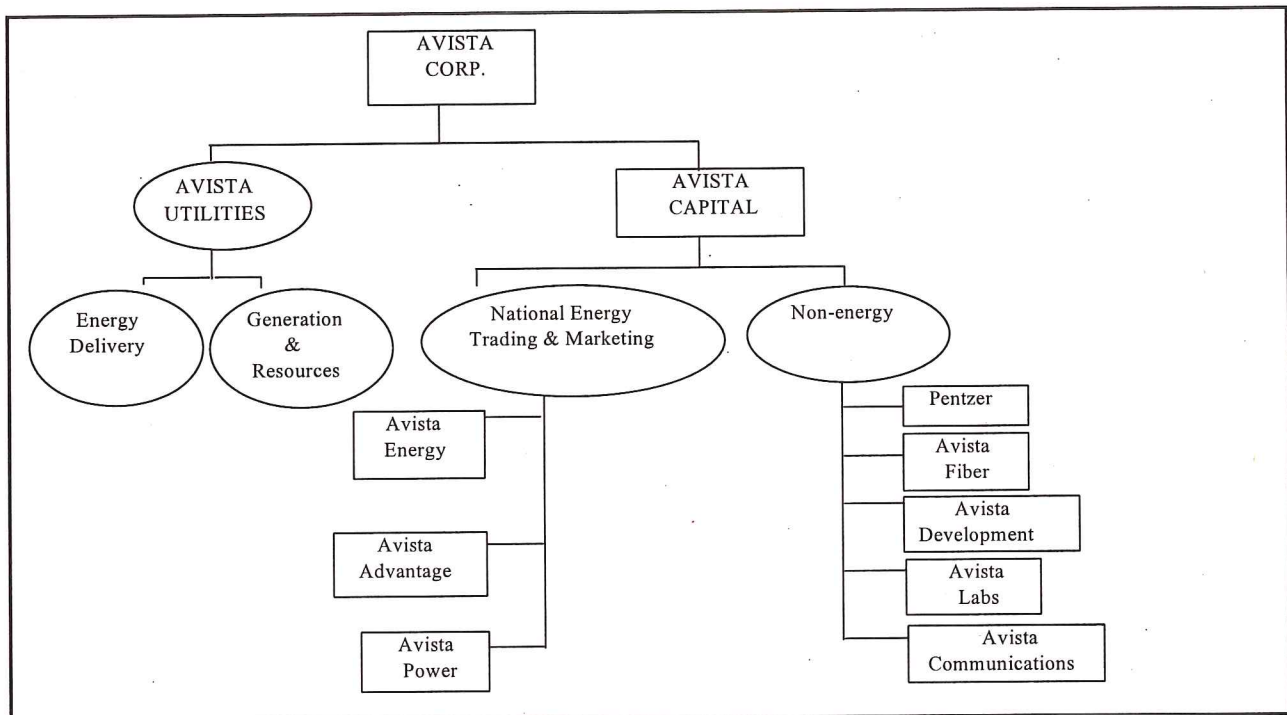 AVISTA
CORP.
AVISTA
UTILITIES
AVISTA
CAPITAL
Energy
Delivery
Generation
&
Resources
National Energy
Trading & Marketing
Non-energy
Avista
Energy
Avista
Advantage
Avista
Power
Pentzer
Avista
Fiber
Avista
Development
Avista
Labs
Avista
Communications